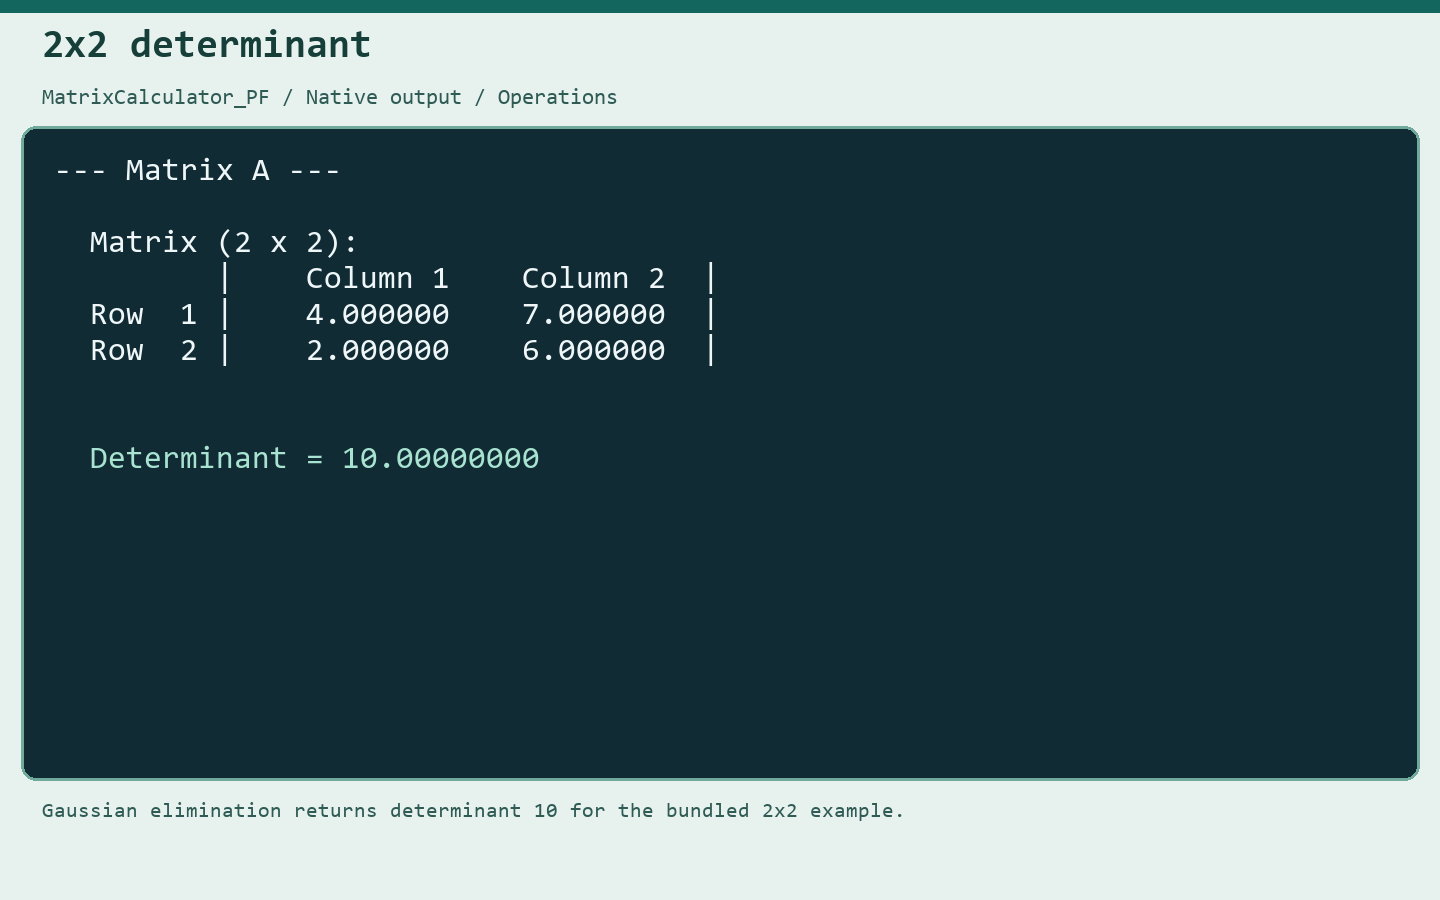 2x2 determinant
MatrixCalculator_PF / Native output / Operations
--- Matrix A ---
Matrix (2 x 2):
| Column 1 Column 2 |
Row 1 | 4.000000 7.000000 |
Row 2 | 2.000000 6.000000 |
Determinant = 10.00000000
Gaussian elimination returns determinant 10 for the bundled 2x2 example.